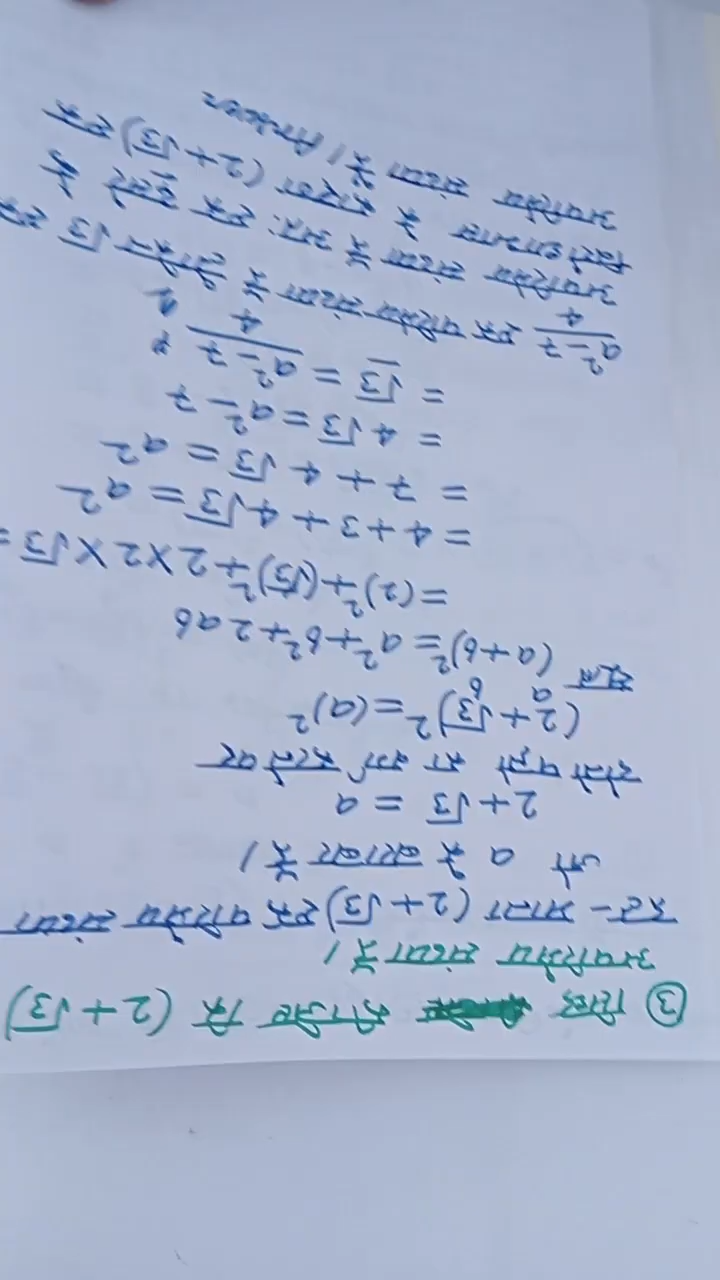 ③ सिद्ध कीजिए कि (2 + √3)
अपरिमेय संख्या है।
हल- माना (2 + √3) एक परिमेय संख्या
जो a के बराबर है।
2 + √3 = a
दोनो पक्षो का वर्ग करने पर
(2 + √3)² = (a)²
a b
सूत्र (a+b)² = a² + b² + 2ab
= (2)² + (√3)² + 2×2×√3 =
= 4 + 3 + 4√3 = a²
= 7 + 4√3 = a²
= 4√3 = a² - 7
= √3 = a² - 7 / 4 p / q
a² - 7 / 4 एक परिमेय संख्या है लेकिन √3 एक
अपरिमेय संख्या है अतः एक दूसरे के
विरोधाभास है इसलिए (2+√3) एक
अपरिमेय संख्या है। Answer